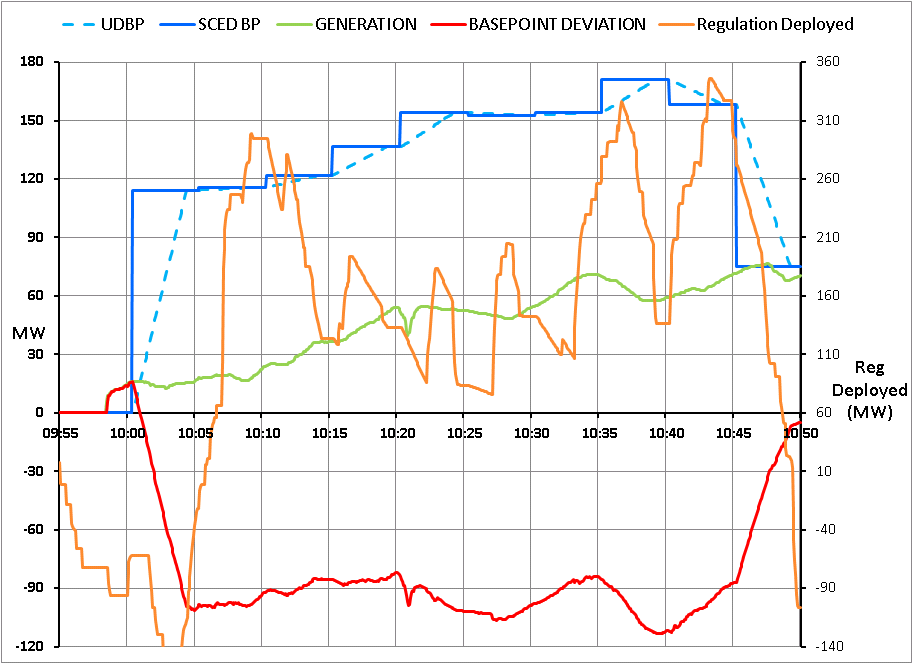 UDBP SCED BP GENERATION BASEPOINT DEVIATION Regulation Deployed
180 360
150 310
120 260
90 210
60 160
MW
30 110
Reg
Deployed
(MW)
0 60
09:55 10:00 10:05 10:10 10:15 10:20 10:25 10:30 10:35 10:40 10:45 10:50
-30 10
-60 -40
-90 -90
-120 -140